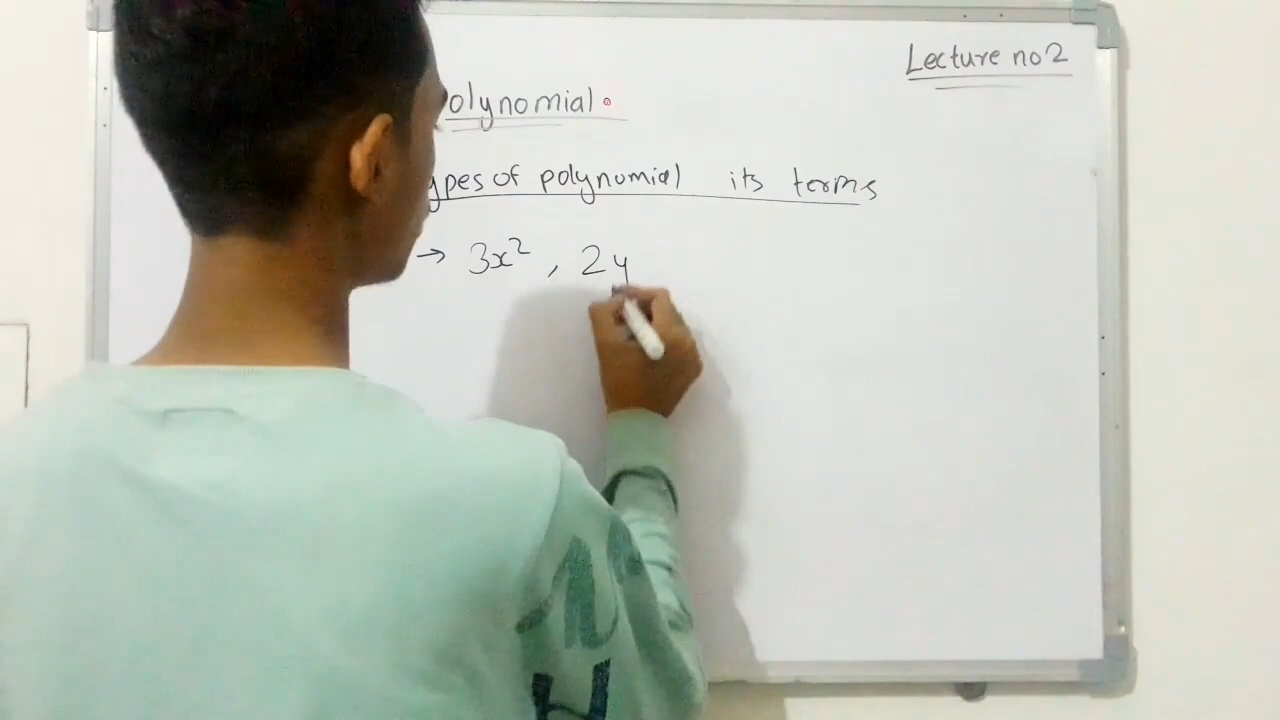 Lecture no 2
olynomial.
ypes of polynomial its terms
→ 3x², 2y